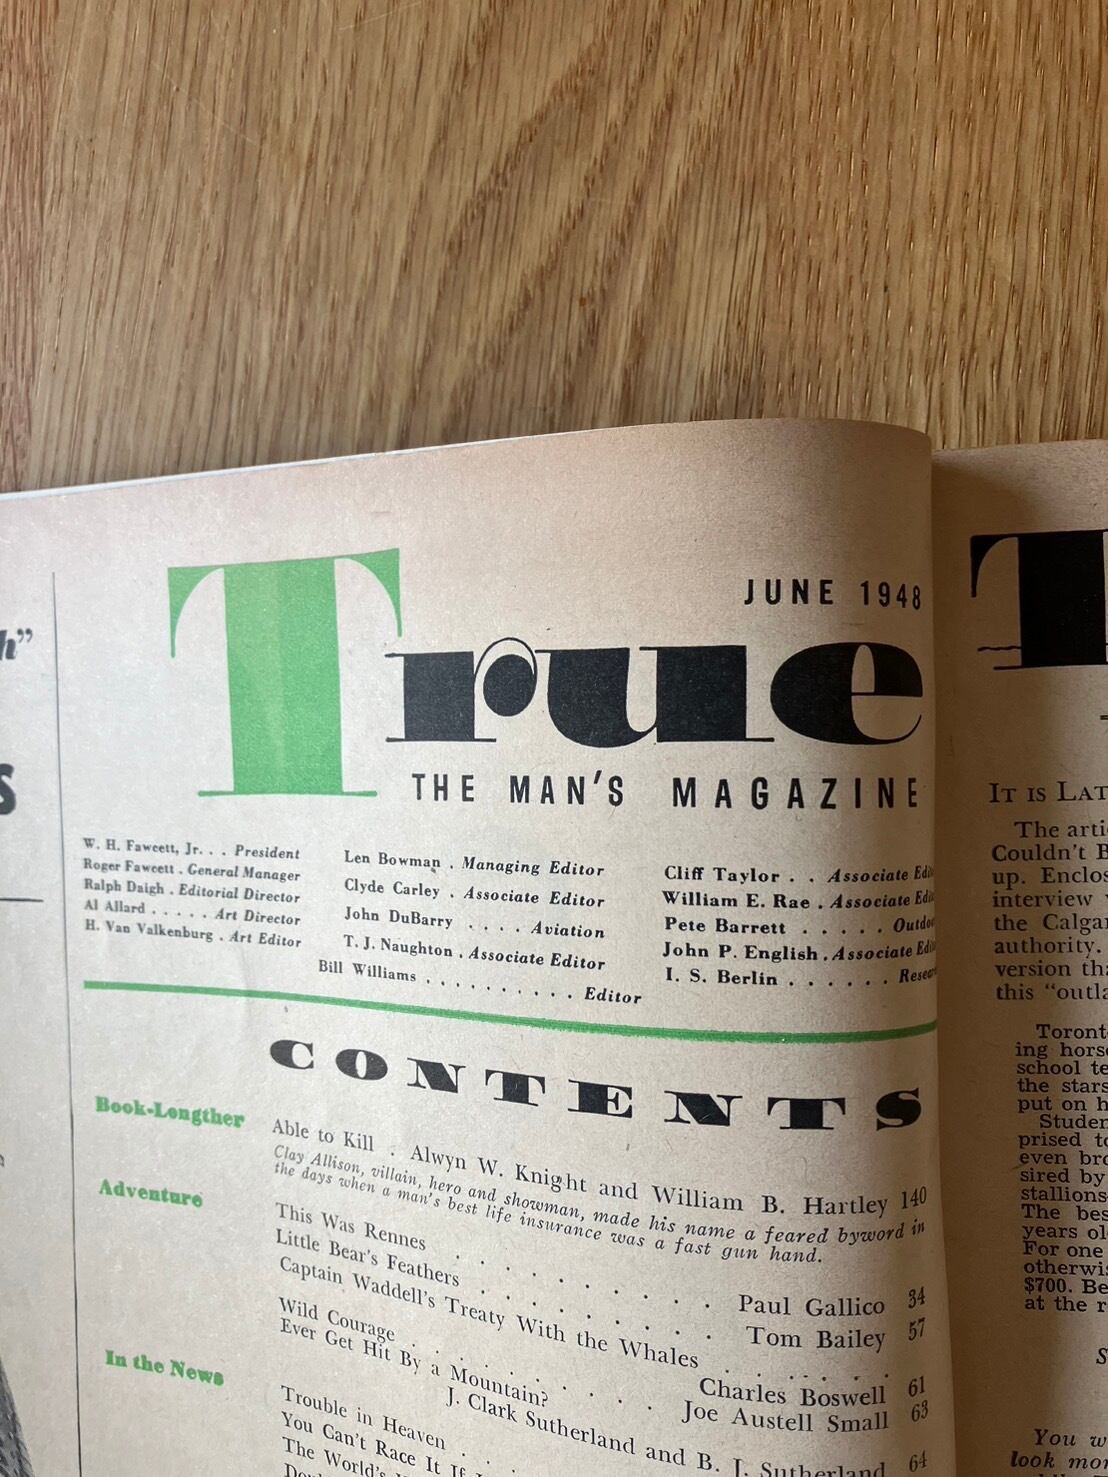 h”
S
JUNE 1948
True
THE MAN'S MAGAZINE
W. H. Fawcett, Jr. . . President
Roger Fawcett . General Manager
Ralph Daigh . Editorial Director
Al Allard . . . . . Art Director
H. Van Valkenburg . Art Editor
Len Bowman . Managing Editor
Clyde Carley . Associate Editor
John DuBarry . . . . Aviation
T. J. Naughton . Associate Editor
Bill Williams . . . . . . . . . . Editor
Cliff Taylor . . Associate Edi
William E. Rae . Associate Edi
Pete Barrett . . . . . Outdo
John P. English . Associate Edi
I. S. Berlin . . . . . . Resear
CONTENTS
Book-Lengther
Able to Kill . Alwyn W. Knight and William B. Hartley 140
Clay Allison, villain, hero and showman, made his name a feared byword in
the days when a man's best life insurance was a fast gun hand.
Adventure
This Was Rennes . . . . . . . . Paul Gallico 34
Little Bear's Feathers . . . . . . . Tom Bailey 57
Captain Waddell's Treaty With the Whales . . . . . .
Charles Boswell 61
Wild Courage . . . . . . . Joe Austell Small 63
Ever Get Hit By a Mountain?
J. Clark Sutherland and B. J. Sutherland 64
In the News
Trouble in Heaven .
You Can't Race It If
The World's
T
IT IS LAT
The arti
Couldn't B
up. Enclos
interview
the Calgar
authority.
version tha
this “outla
Toront
ing hors
school te
the stars
put on h
Studen
prised to
even bro
sired by
stallions
The bes
years ol
For one
otherwis
$700. Be
at the r
S
You w
look mor